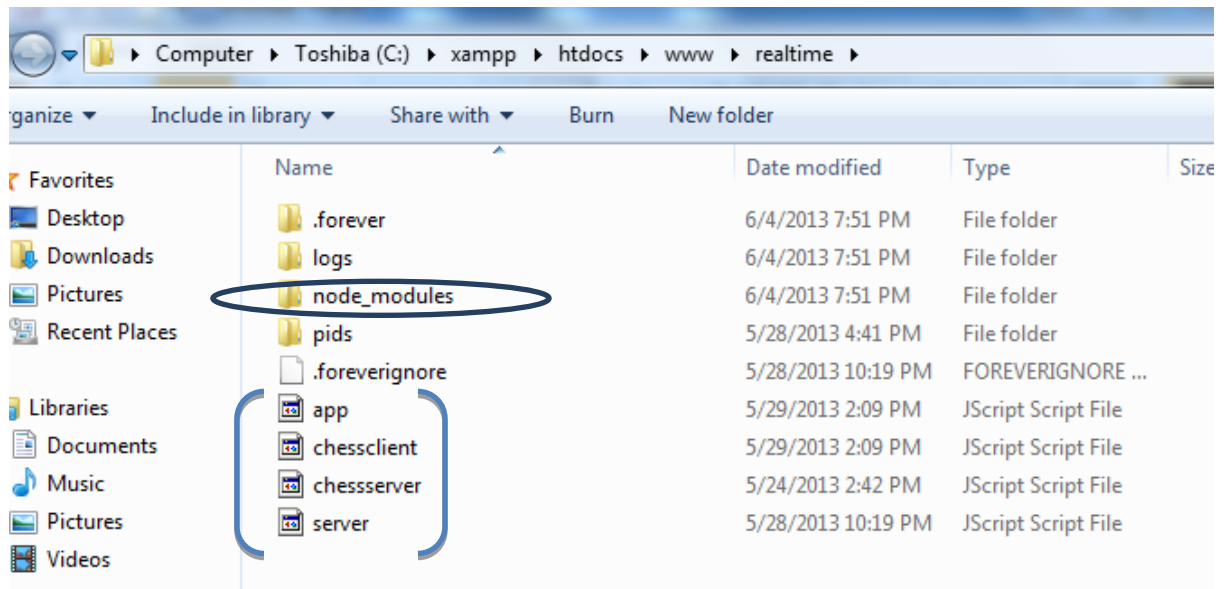 Computer Toshiba (C:) xampp htdocs www realtime
rganize Include in library Share with Burn New folder
Name Date modified Type Size
Favorites
Desktop
Downloads
Pictures
Recent Places
Libraries
Documents
Music
Pictures
Videos
.forever 6/4/2013 7:51 PM File folder
logs 6/4/2013 7:51 PM File folder
node_modules 6/4/2013 7:51 PM File folder
pids 5/28/2013 4:41 PM File folder
.foreverignore 5/28/2013 10:19 PM FOREVERIGNORE ...
app 5/29/2013 2:09 PM JScript Script File
chessclient 5/29/2013 2:09 PM JScript Script File
chessserver 5/24/2013 2:42 PM JScript Script File
server 5/28/2013 10:19 PM JScript Script File